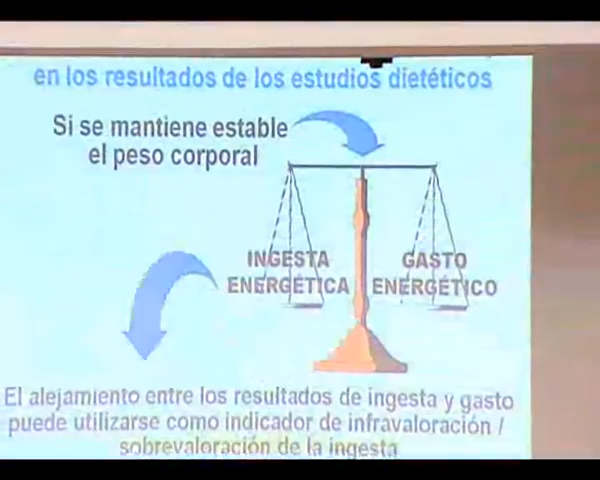 en los resultados de los estudios dietéticos
Si se mantiene estable
el peso corporal
INGESTA
ENERGÉTICA
GASTO
ENERGÉTICO
El alejamiento entre los resultados de ingesta y gasto
puede utilizarse como indicador de infravaloración /
sobrevaloración de la ingesta